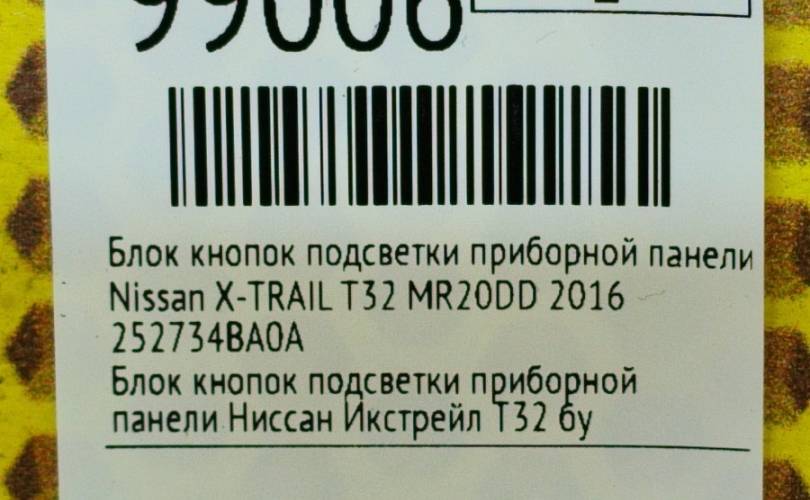 99006
Блок кнопок подсветки приборной панели
Nissan X-TRAIL T32 MR20DD 2016
252734BA0A
Блок кнопок подсветки приборной
панели Ниссан Икстрейл Т32 бу